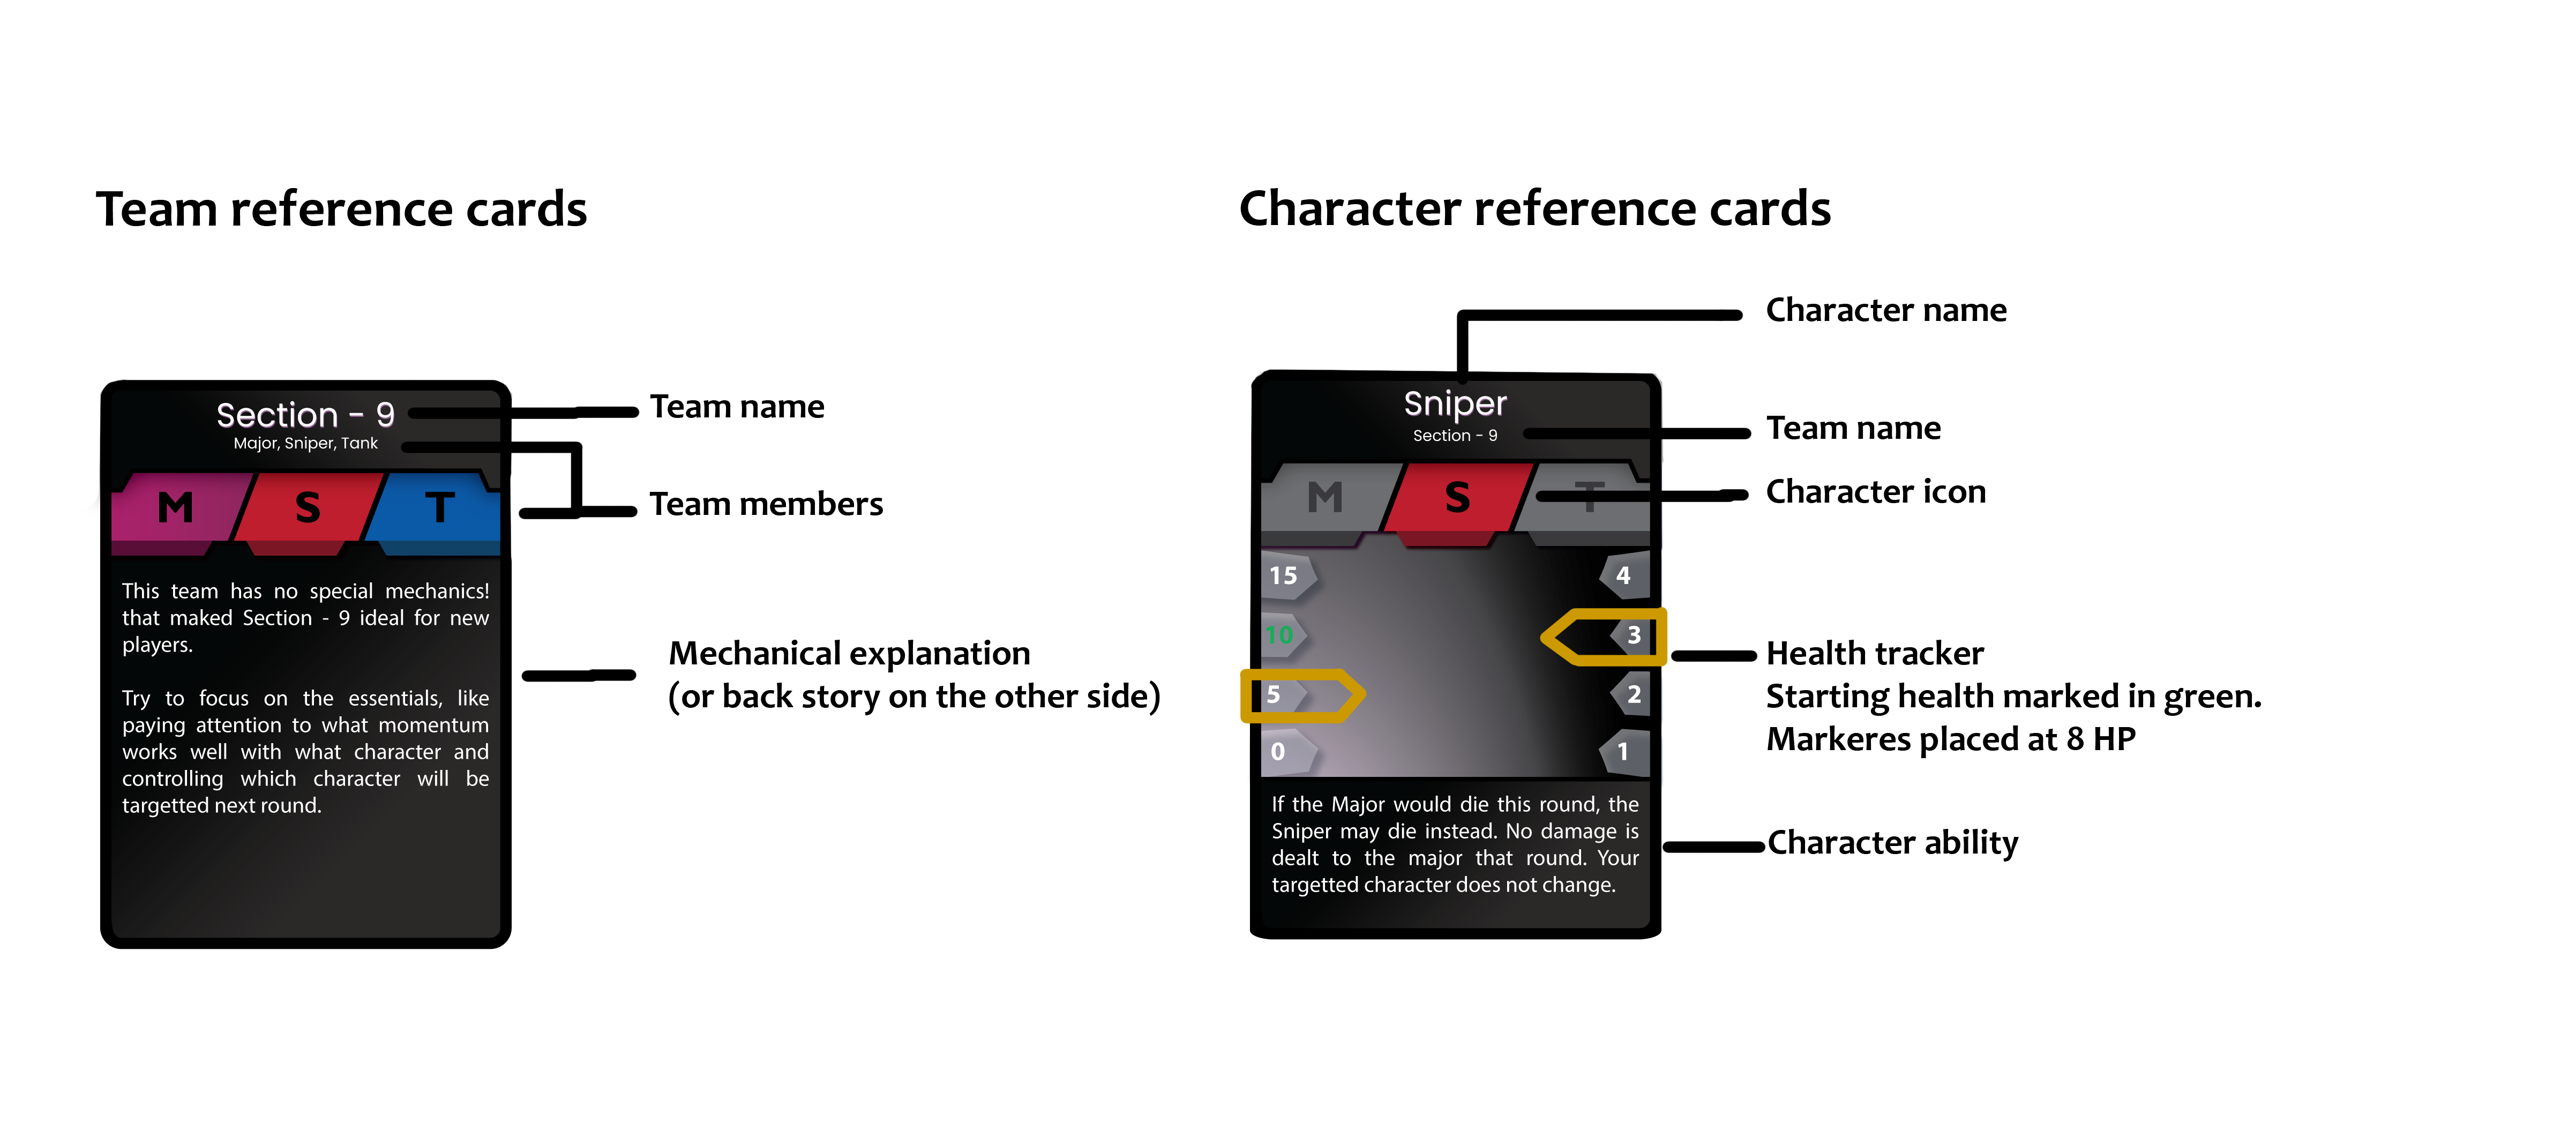 Team reference cards
Section - 9
Major, Sniper, Tank
M S T
This team has no special mechanics!
that maked Section - 9 ideal for new
players.
Try to focus on the essentials, like
paying attention to what momentum
works well with what character and
controlling which character will be
targetted next round.
Team name
Team members
Mechanical explanation
(or back story on the other side)
Character reference cards
Sniper
Section - 9
M S T
15
10
5
0
4
3
2
1
If the Major would die this round, the
Sniper may die instead. No damage is
dealt to the major that round. Your
targetted character does not change.
Character name
Team name
Character icon
Health tracker
Starting health marked in green.
Markeres placed at 8 HP
Character ability